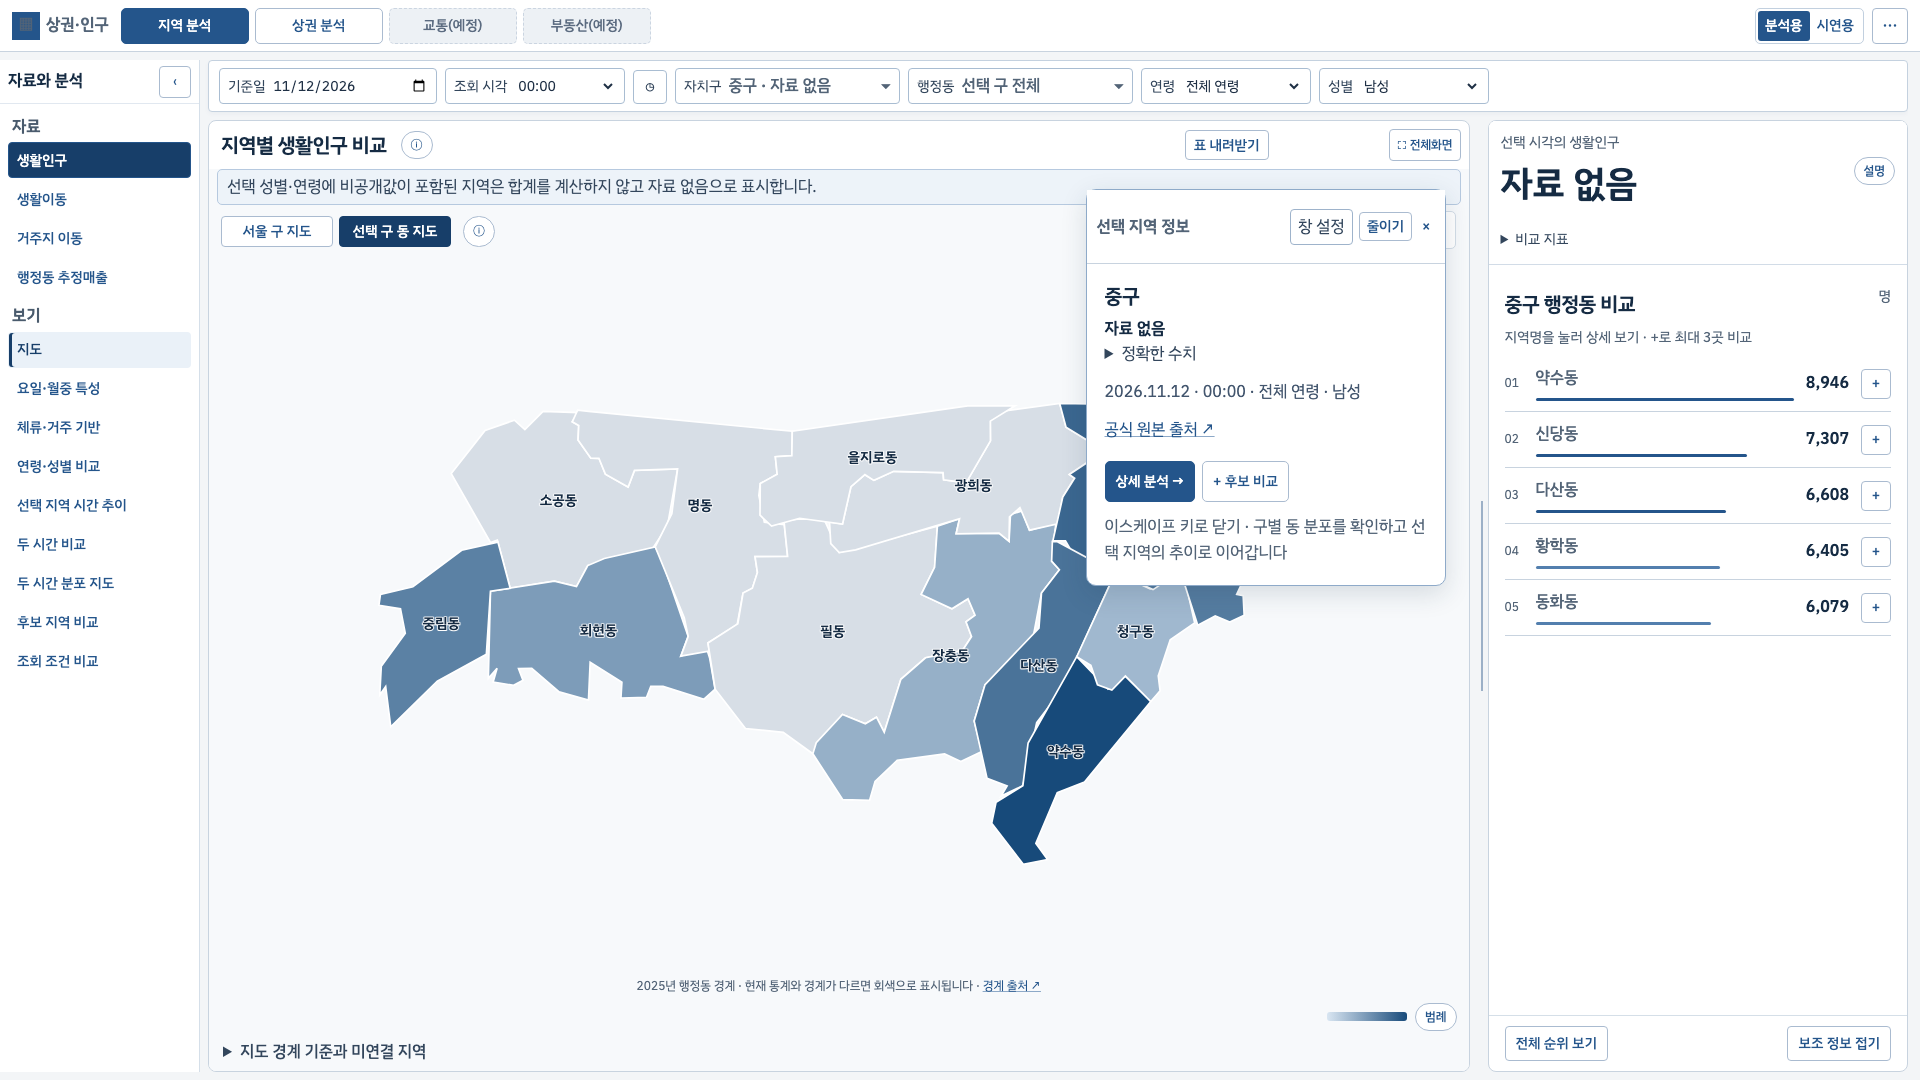 상권·인구
지역 분석
상권 분석
교통(예정)
부동산(예정)
분석용
시연용
자료와 분석
자료
생활인구
생활이동
거주지 이동
행정동 추정매출
보기
지도
요일·월중 특성
체류·거주 기반
연령·성별 비교
선택 지역 시간 추이
두 시간 비교
두 시간 분포 지도
후보 지역 비교
조회 조건 비교
기준일 11/12/2026
조회 시각 00:00
자치구 중구 · 자료 없음
행정동 선택 구 전체
연령 전체 연령
성별 남성
지역별 생활인구 비교
표 내려받기
전체화면
선택 성별·연령에 비공개값이 포함된 지역은 합계를 계산하지 않고 자료 없음으로 표시합니다.
서울 구 지도
선택 구 동 지도
선택 지역 정보
창 설정
줄이기
×
중구
자료 없음
▶ 정확한 수치
2026.11.12 · 00:00 · 전체 연령 · 남성
공식 원본 출처 ↗
상세 분석 →
+ 후보 비교
이스케이프 키로 닫기 · 구별 동 분포를 확인하고 선
택 지역의 추이로 이어갑니다
을지로동
광희동
소공동
명동
중림동
회현동
필동
장충동
다산동
청구동
약수동
2025년 행정동 경계 · 현재 통계와 경계가 다르면 회색으로 표시됩니다 · 경계 출처 ↗
범례
▶ 지도 경계 기준과 미연결 지역
선택 시각의 생활인구
자료 없음
설명
▶ 비교 지표
중구 행정동 비교
명
지역명을 눌러 상세 보기 · +로 최대 3곳 비교
01 약수동 8,946 +
02 신당동 7,307 +
03 다산동 6,608 +
04 황학동 6,405 +
05 동화동 6,079 +
전체 순위 보기
보조 정보 접기